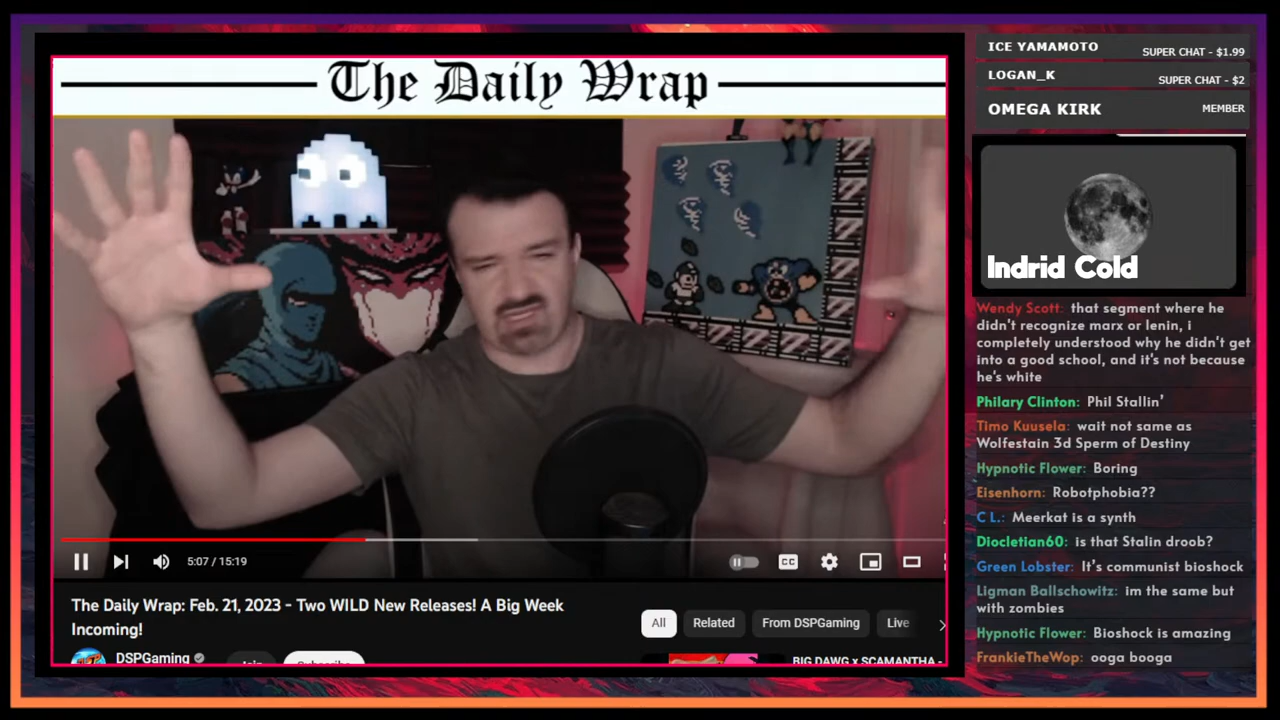 The Daily Wrap
5:07 / 15:19
CC
The Daily Wrap: Feb. 21, 2023 - Two WILD New Releases! A Big Week
Incoming!
All
Related
From DSPGaming
Live
DSPGaming
Join
Subscribe
BIG DAWG x SCAMANTHA -
ICE YAMAMOTO
SUPER CHAT - $1.99
LOGAN_K
SUPER CHAT - $2
OMEGA KIRK
MEMBER
Indrid Cold
Wendy Scott: that segment where he
didn't recognize marx or lenin, i
completely understood why he didn't get
into a good school, and it's not because
he's white
Philary Clinton: Phil Stallin'
Timo Kuusela: wait not same as
Wolfestain 3d Sperm of Destiny
Hypnotic Flower: Boring
Eisenhorn: Robotphobia??
C L.: Meerkat is a synth
Diocletian60: is that Stalin droob?
Green Lobster: It's communist bioshock
Ligman Ballschowitz: im the same but
with zombies
Hypnotic Flower: Bioshock is amazing
FrankieTheWop: ooga booga